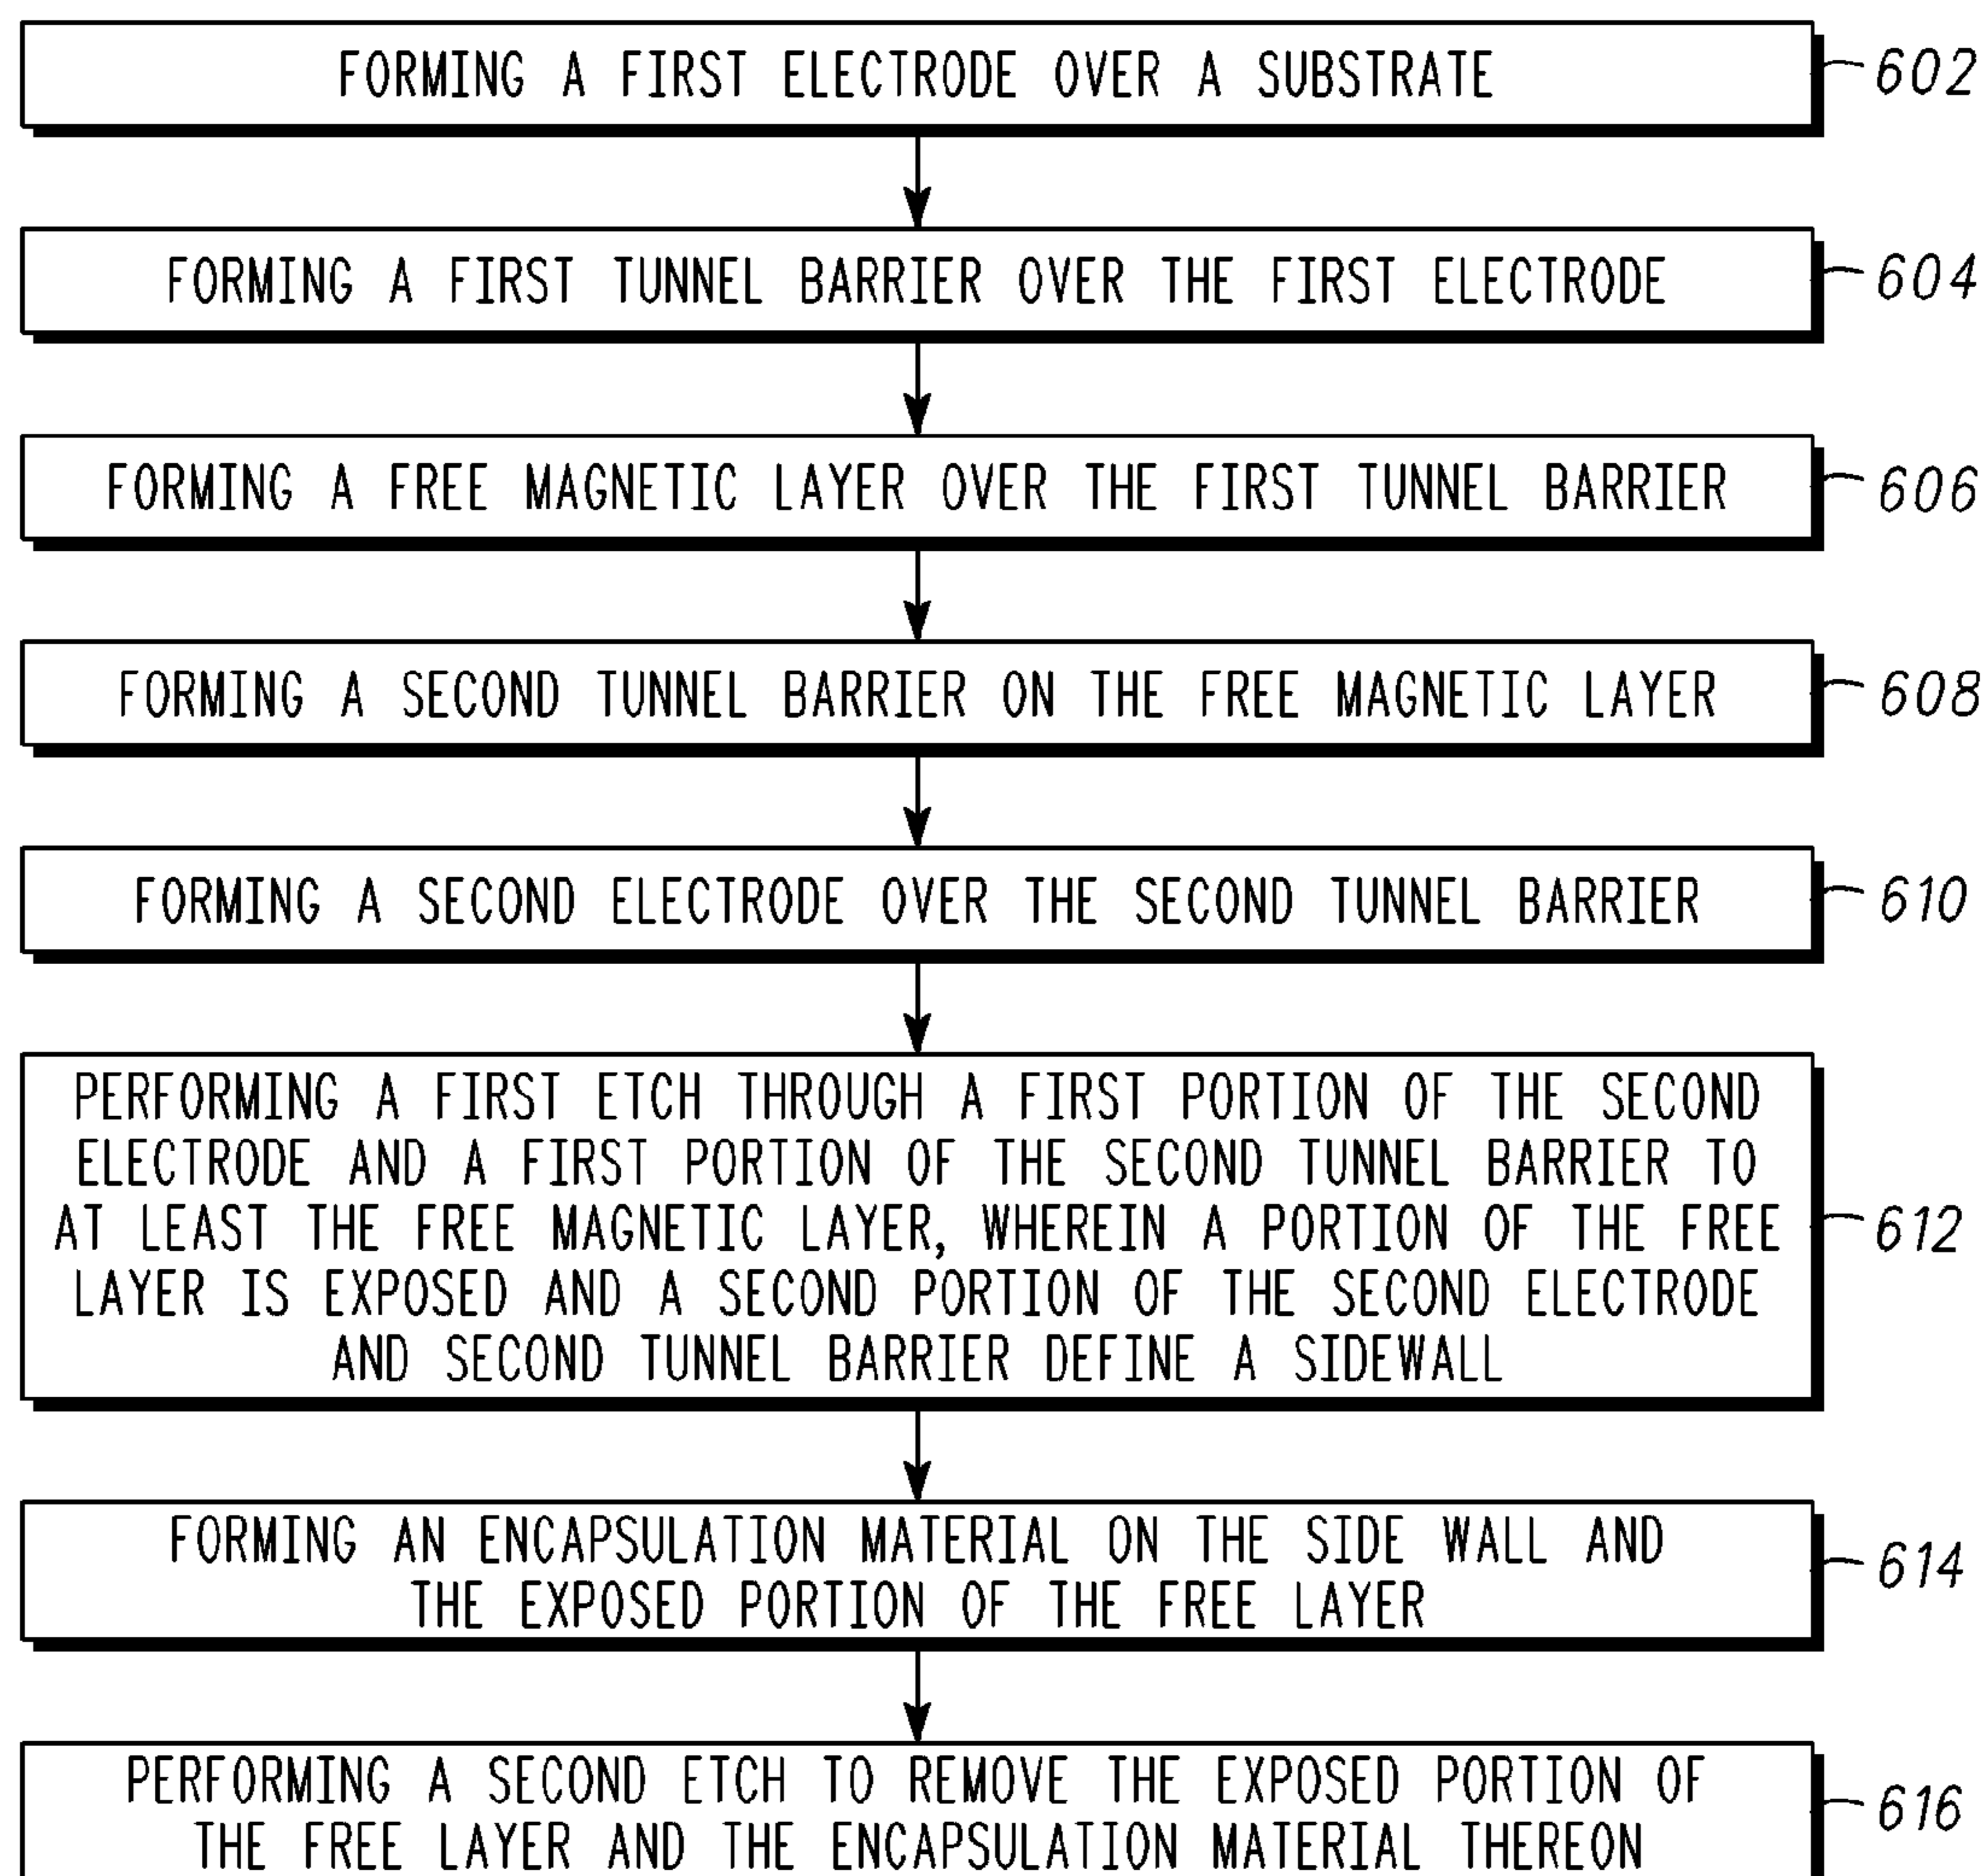 FORMING A FIRST ELECTRODE OVER A SUBSTRATE
602
FORMING A FIRST TUNNEL BARRIER OVER THE FIRST ELECTRODE
604
FORMING A FREE MAGNETIC LAYER OVER THE FIRST TUNNEL BARRIER
606
FORMING A SECOND TUNNEL BARRIER ON THE FREE MAGNETIC LAYER
608
FORMING A SECOND ELECTRODE OVER THE SECOND TUNNEL BARRIER
610
PERFORMING A FIRST ETCH THROUGH A FIRST PORTION OF THE SECOND
ELECTRODE AND A FIRST PORTION OF THE SECOND TUNNEL BARRIER TO
AT LEAST THE FREE MAGNETIC LAYER, WHEREIN A PORTION OF THE FREE
LAYER IS EXPOSED AND A SECOND PORTION OF THE SECOND ELECTRODE
AND SECOND TUNNEL BARRIER DEFINE A SIDEWALL
612
FORMING AN ENCAPSULATION MATERIAL ON THE SIDE WALL AND
THE EXPOSED PORTION OF THE FREE LAYER
614
PERFORMING A SECOND ETCH TO REMOVE THE EXPOSED PORTION OF
THE FREE LAYER AND THE ENCAPSULATION MATERIAL THEREON
616